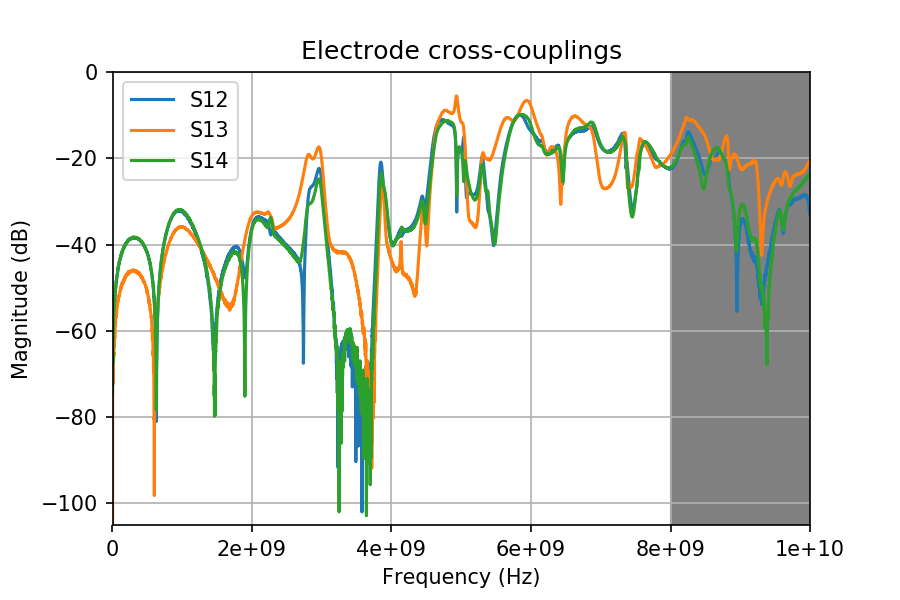 Electrode cross-couplings
S12
S13
S14
Magnitude (dB)
0
−20
−40
−60
−80
−100
0
2e+09
4e+09
6e+09
8e+09
1e+10
Frequency (Hz)